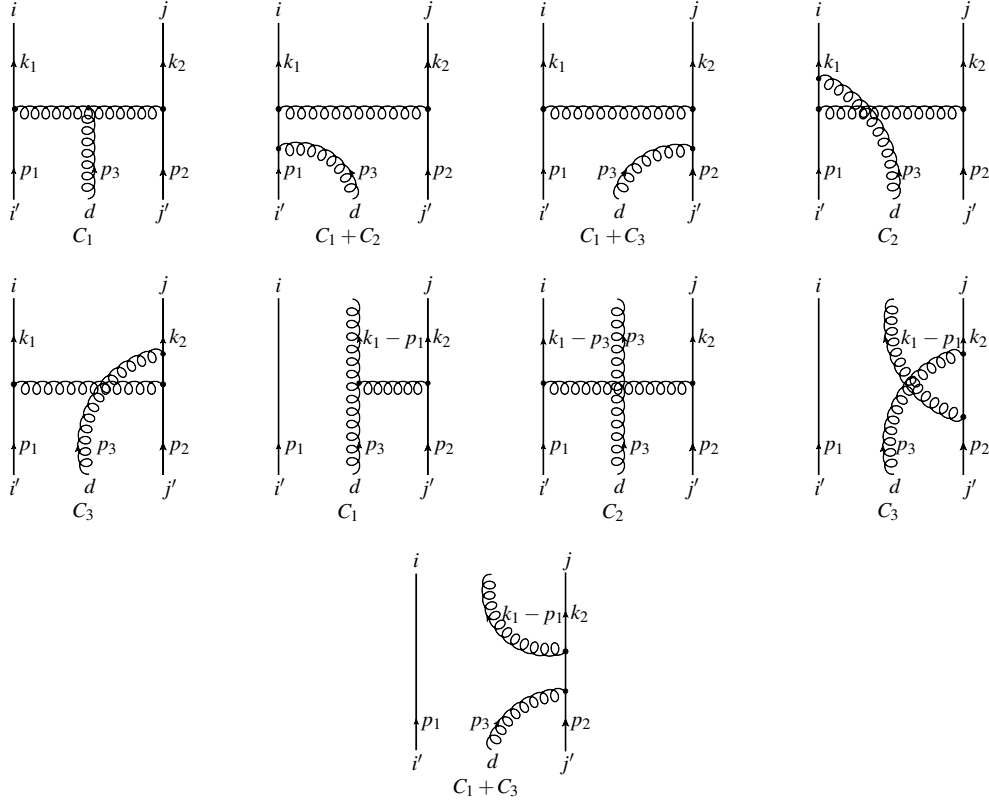 i j i j i j i j
k₁ k₂ k₁ k₂ k₁ k₂ k₁ k₂
p₁ p₃ p₂ p₁ p₃ p₂ p₁ p₃ p₂ p₁ p₃ p₂
i′ d j′ i′ d j′ i′ d j′ i′ d j′
C₁ C₁ + C₂ C₁ + C₃ C₂
i j i j i j i j
k₁ k₂ k₁ − p₁ k₂ k₁ − p₃ p₃ k₂ k₁ − p₁ k₂
p₁ p₃ p₂ p₁ p₃ p₂ p₁ p₃ p₂ p₁ p₃ p₂
i′ d j′ i′ d j′ i′ d j′ i′ d j′
C₃ C₁ C₂ C₃
i j
k₁ − p₁ k₂
p₁ p₃ p₂
i′ d j′
C₁ + C₃